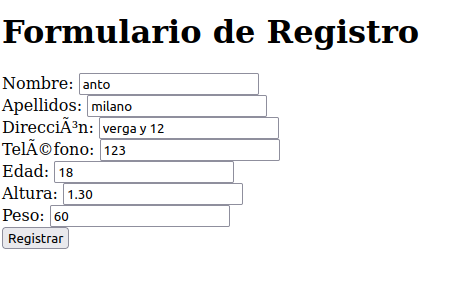 Formulario de Registro
Nombre: anto
Apellidos: milano
DirecciÃ³n: verga y 12
TelÃ©fono: 123
Edad: 18
Altura: 1.30
Peso: 60
Registrar